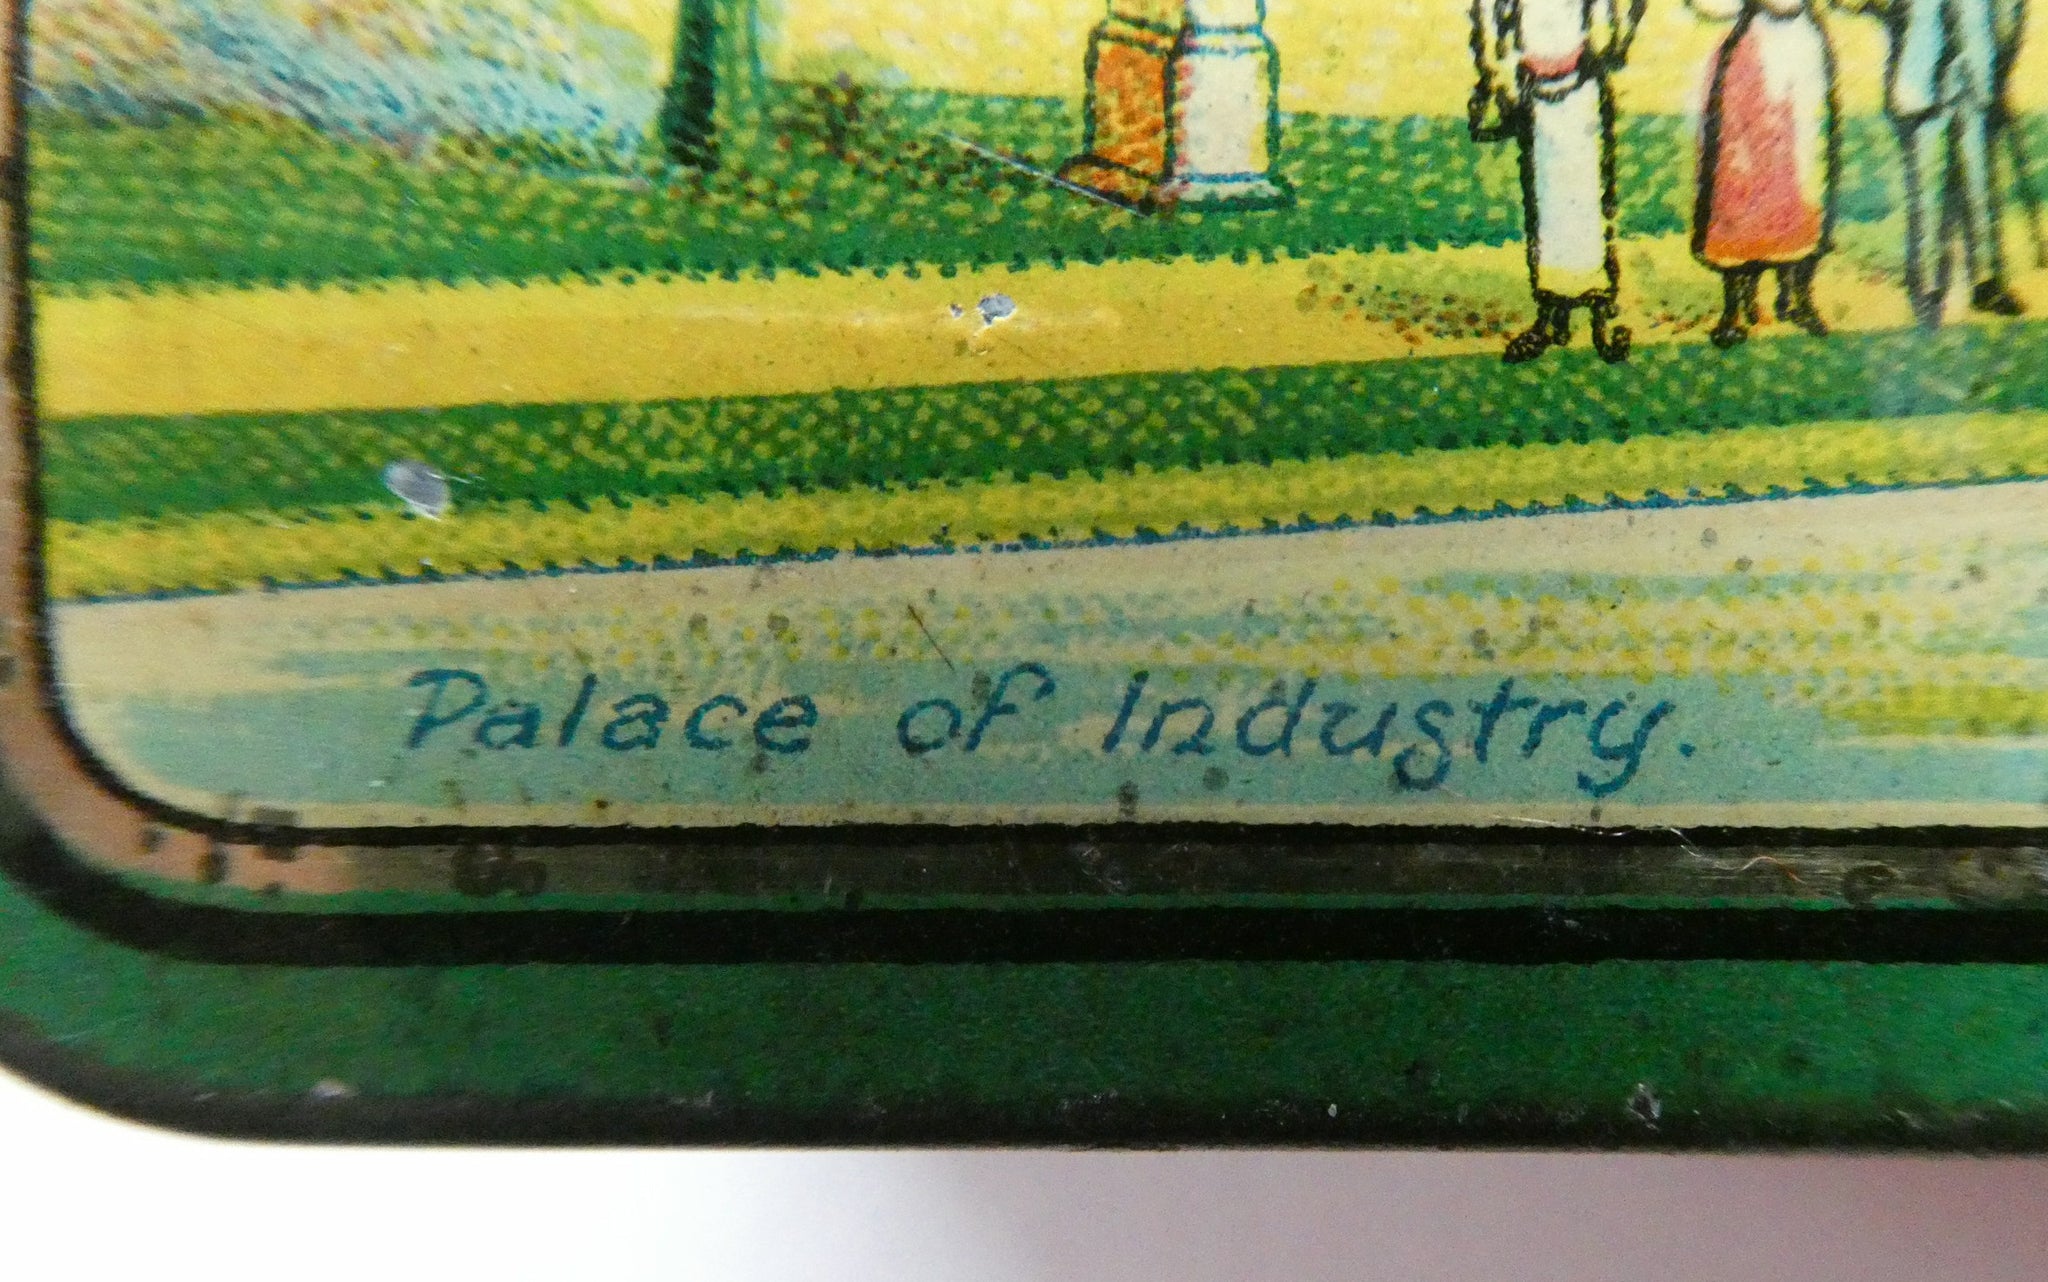 Palace of Industry.